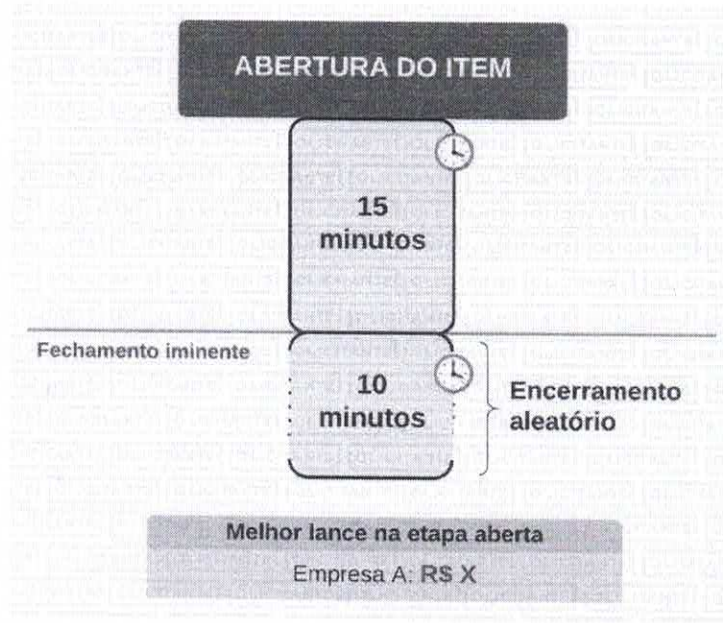 ABERTURA DO ITEM
15
minutos
Fechamento iminente
10
minutos
Encerramento
aleatório
Melhor lance na etapa aberta
Empresa A: R$ X